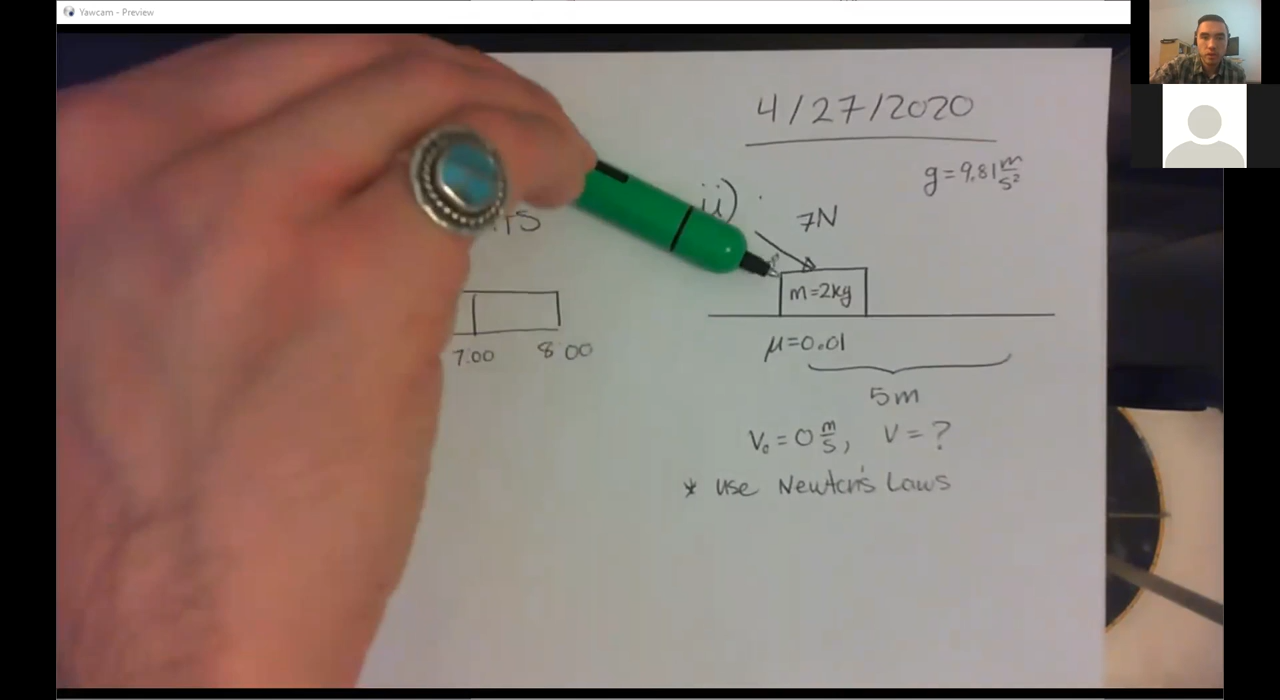 Yawcam - Preview
4/27/2020
g=9.81 m/s²
ii)
7N
m=2kg
7:00 8:00
μ=0.01
5m
V₀ = 0 m/s, V = ?
* use Newton's Laws